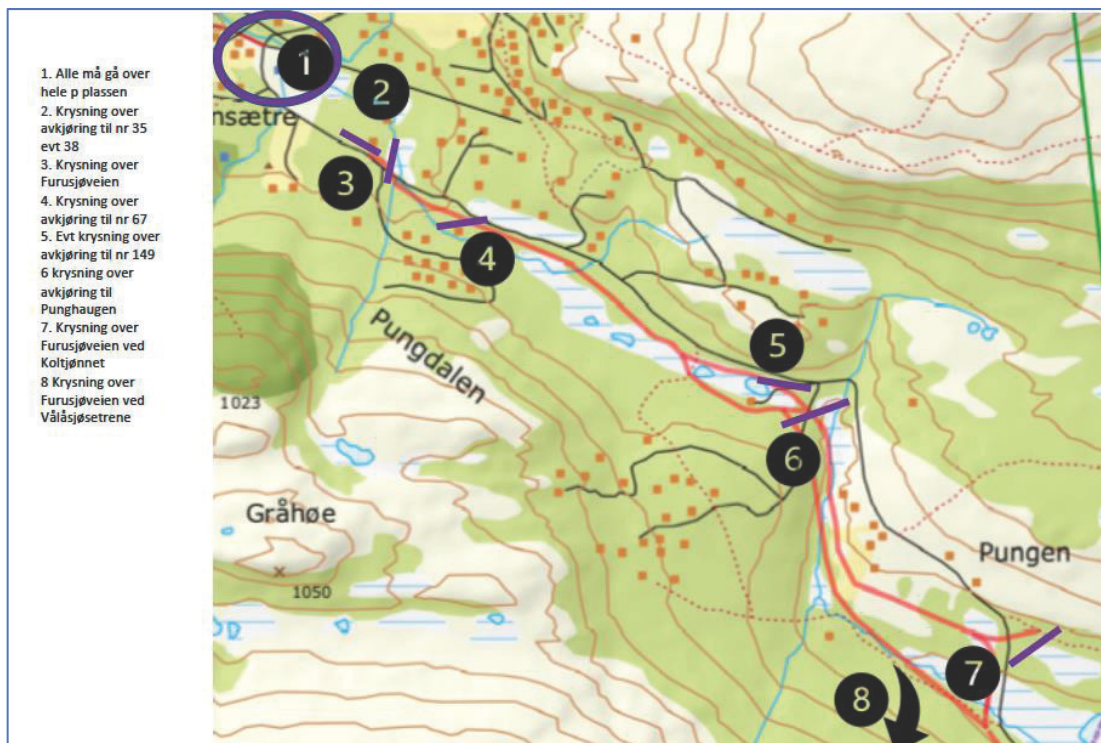 1. Alle må gå over
hele p plassen
2. Krysning over
avkjøring til nr 35
evt 38
3. Krysning over
Furusjøveien
4. Krysning over
avkjøring til nr 67
5. Evt krysning over
avkjøring til nr 149
6 krysning over
avkjøring til
Punghaugen
7. Krysning over
Furusjøveien ved
Koltjønnet
8 Krysning over
Furusjøveien ved
Vålåsjøsetrene
1
2
nsætre
3
4
Pungdalen
5
1023
6
Gråhøe
Pungen
1050
7
8